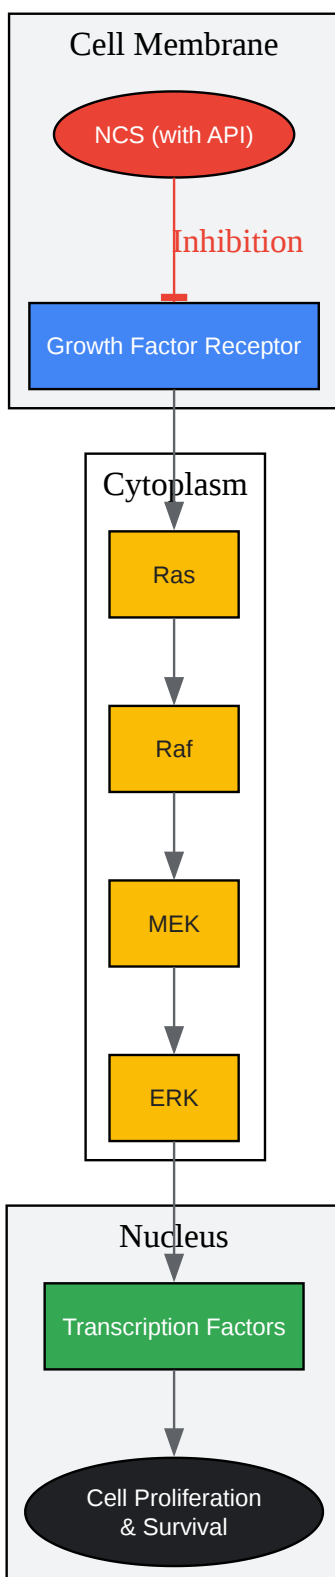 Cell Membrane
NCS (with API)
Inhibition
Growth Factor Receptor
Cytoplasm
Ras
Raf
MEK
ERK
Nucleus
Transcription Factors
Cell Proliferation
& Survival